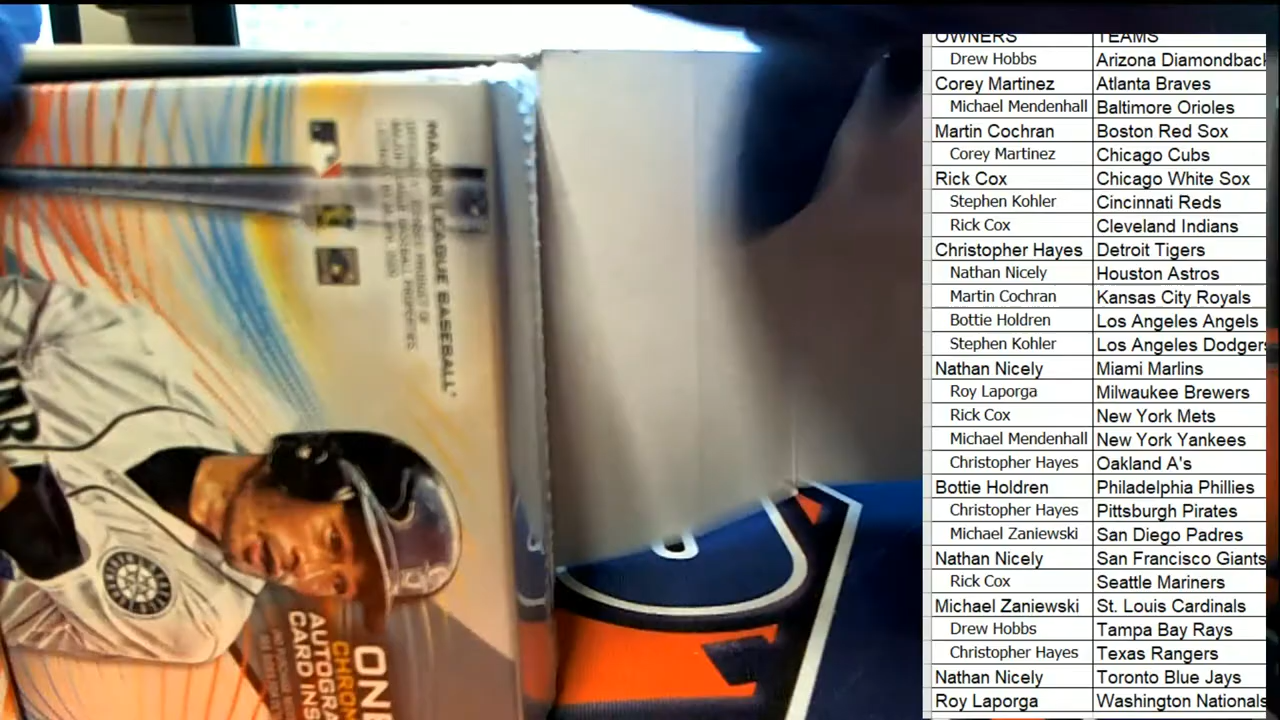 OWNERS TEAMS
Drew Hobbs Arizona Diamondback
Corey Martinez Atlanta Braves
Michael Mendenhall Baltimore Orioles
Martin Cochran Boston Red Sox
Corey Martinez Chicago Cubs
Rick Cox Chicago White Sox
Stephen Kohler Cincinnati Reds
Rick Cox Cleveland Indians
Christopher Hayes Detroit Tigers
Nathan Nicely Houston Astros
Martin Cochran Kansas City Royals
Bottie Holdren Los Angeles Angels
Stephen Kohler Los Angeles Dodgers
Nathan Nicely Miami Marlins
Roy Laporga Milwaukee Brewers
Rick Cox New York Mets
Michael Mendenhall New York Yankees
Christopher Hayes Oakland A's
Bottie Holdren Philadelphia Phillies
Christopher Hayes Pittsburgh Pirates
Michael Zaniewski San Diego Padres
Nathan Nicely San Francisco Giants
Rick Cox Seattle Mariners
Michael Zaniewski St. Louis Cardinals
Drew Hobbs Tampa Bay Rays
Christopher Hayes Texas Rangers
Nathan Nicely Toronto Blue Jays
Roy Laporga Washington Nationals
MAJOR LEAGUE BASEBALL
ONE
CHROM
AUTOGRA
CARD INS